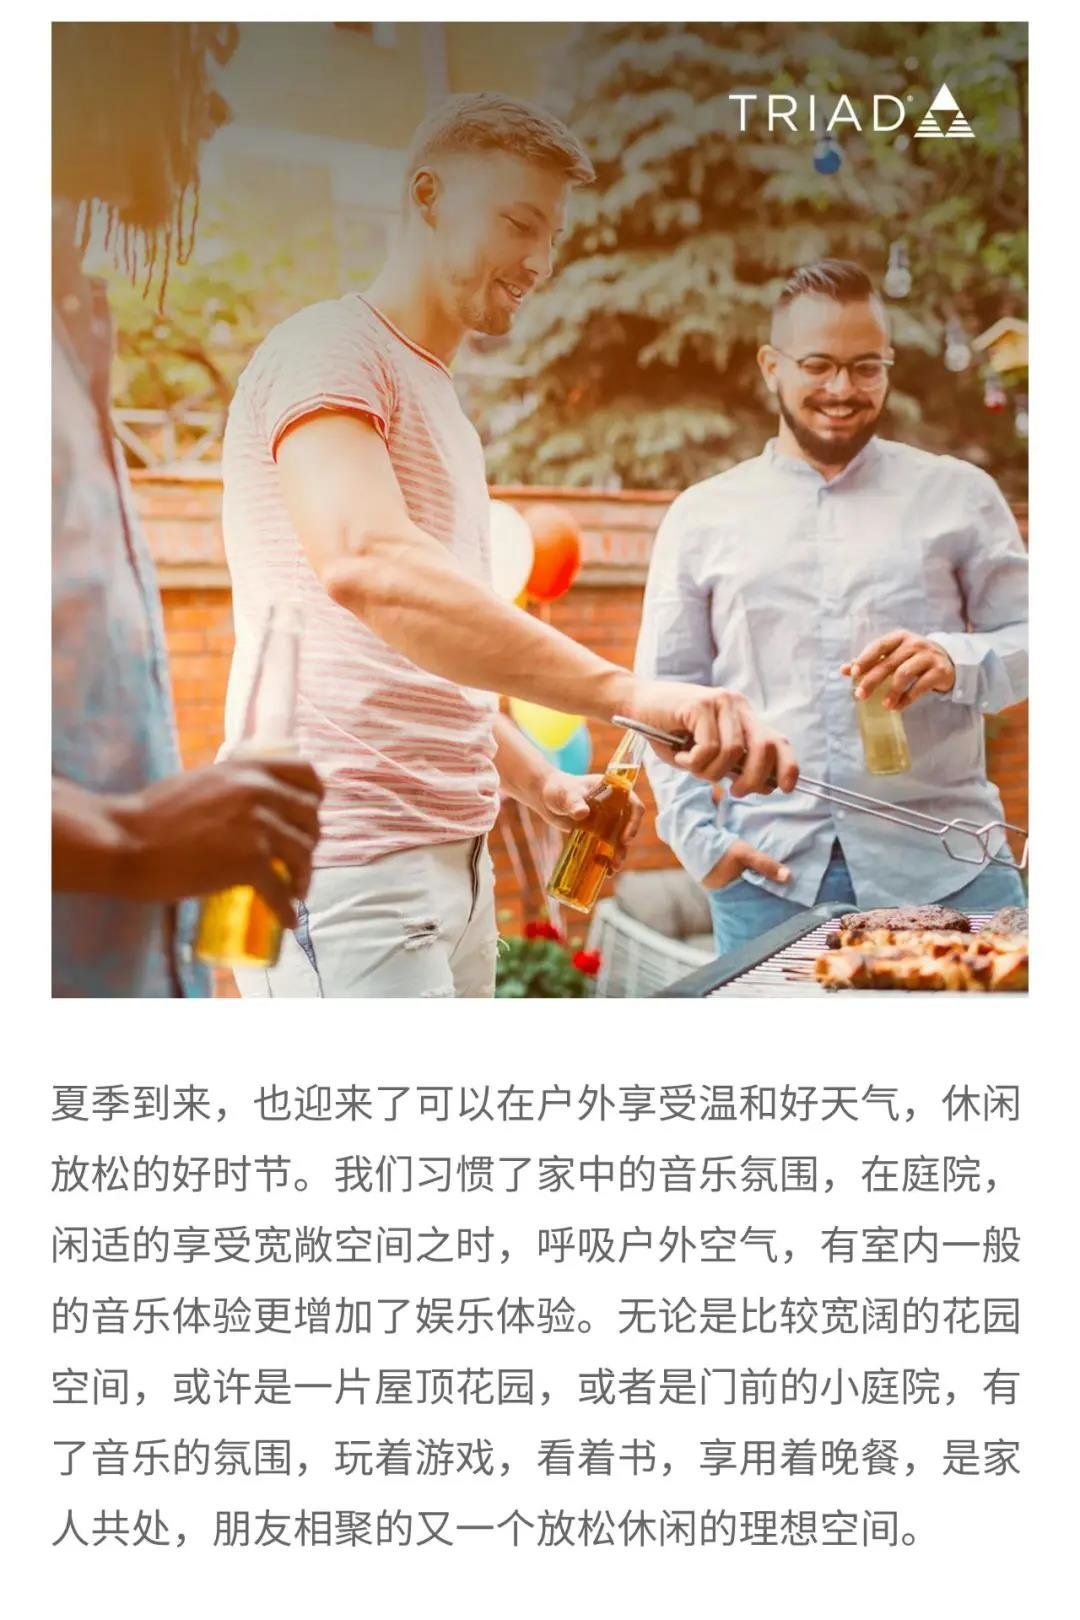 TRIAD®
夏季到来，也迎来了可以在户外享受温和好天气，休闲
放松的好时节。我们习惯了家中的音乐氛围，在庭院，
闲适的享受宽敞空间之时，呼吸户外空气，有室内一般
的音乐体验更增加了娱乐体验。无论是比较宽阔的花园
空间，或许是一片屋顶花园，或者是门前的小庭院，有
了音乐的氛围，玩着游戏，看着书，享用着晚餐，是家
人共处，朋友相聚的又一个放松休闲的理想空间。